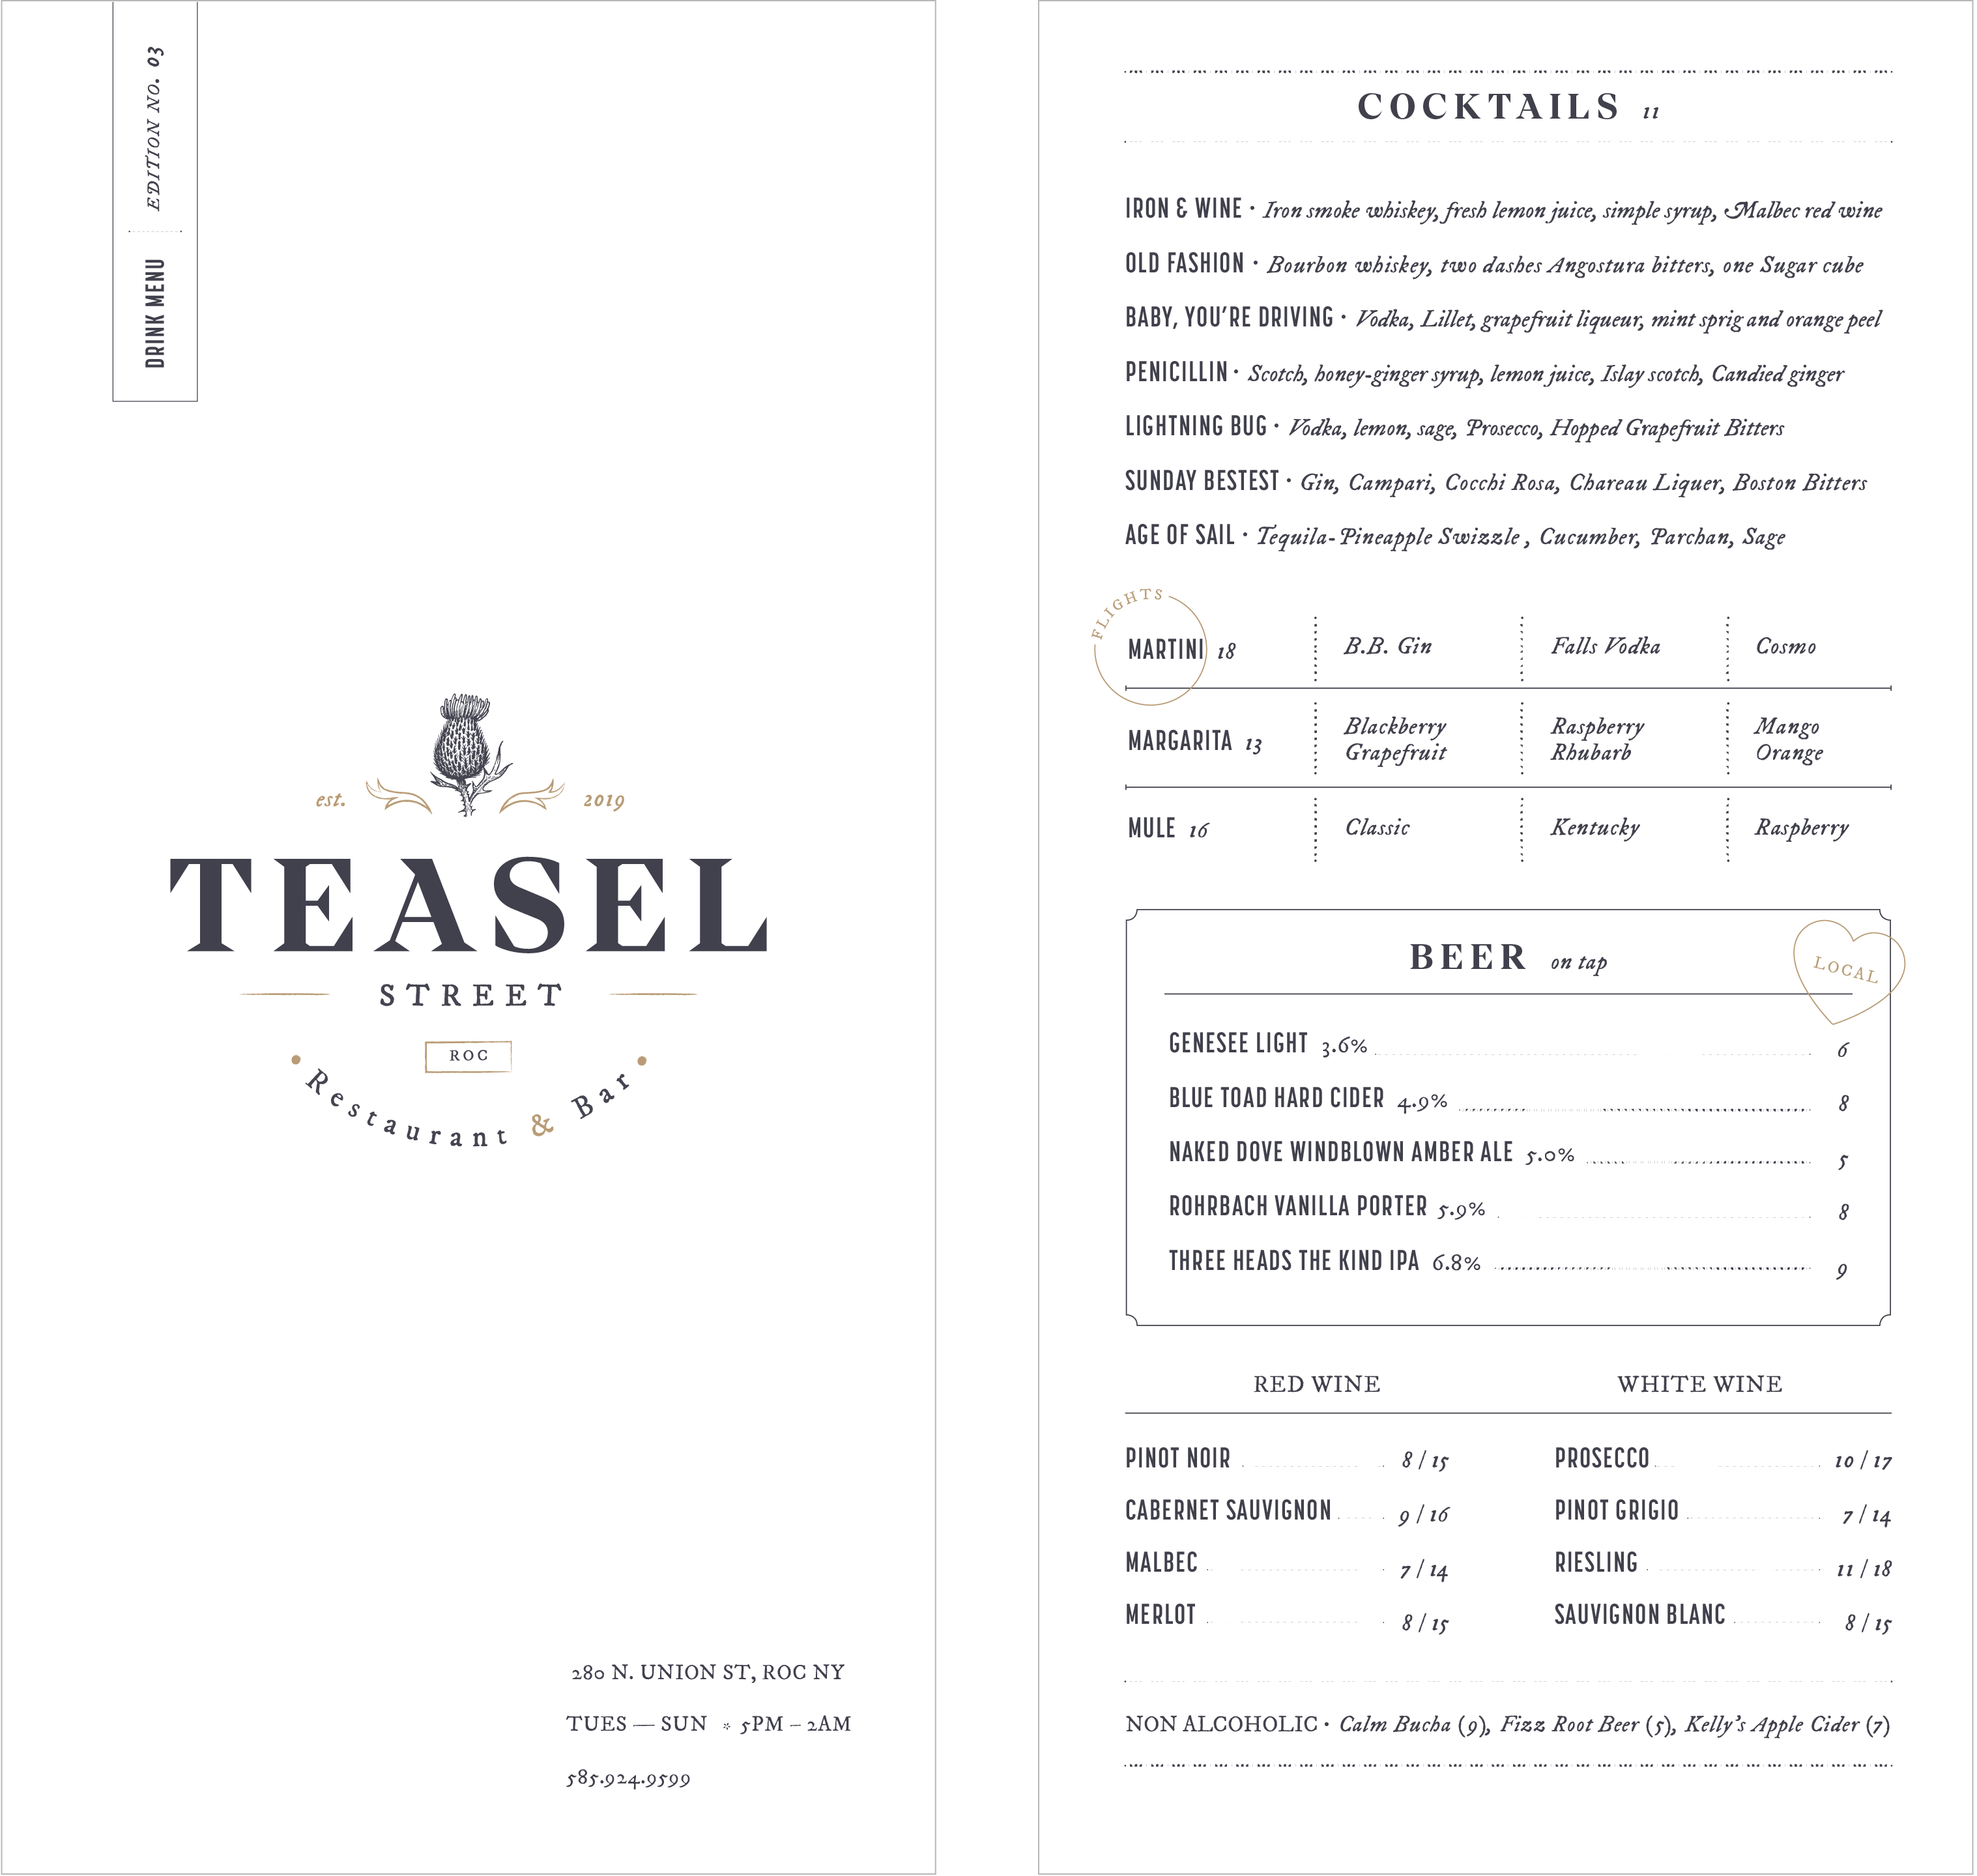 EDITION NO. 03
DRINK MENU
est. 2019
TEASEL
STREET
ROC
Restaurant & Bar
280 N. UNION ST, ROC NY
TUES — SUN * 5PM – 2AM
585.924.9599
COCKTAILS 11
IRON & WINE • Iron smoke whiskey, fresh lemon juice, simple syrup, Malbec red wine
OLD FASHION • Bourbon whiskey, two dashes Angostura bitters, one Sugar cube
BABY, YOU'RE DRIVING • Vodka, Lillet, grapefruit liqueur, mint sprig and orange peel
PENICILLIN • Scotch, honey-ginger syrup, lemon juice, Islay scotch, Candied ginger
LIGHTNING BUG • Vodka, lemon, sage, Prosecco, Hopped Grapefruit Bitters
SUNDAY BESTEST • Gin, Campari, Cocchi Rosa, Chareau Liquer, Boston Bitters
AGE OF SAIL • Tequila-Pineapple Swizzle , Cucumber, Parchan, Sage
FLIGHTS
MARTINI 18 B.B. Gin Falls Vodka Cosmo
MARGARITA 13 Blackberry Grapefruit Raspberry Rhubarb Mango Orange
MULE 16 Classic Kentucky Raspberry
BEER on tap
LOCAL
GENESEE LIGHT 3.6% 6
BLUE TOAD HARD CIDER 4.9% 8
NAKED DOVE WINDBLOWN AMBER ALE 5.0% 5
ROHRBACH VANILLA PORTER 5.9% 8
THREE HEADS THE KIND IPA 6.8% 9
RED WINE
PINOT NOIR 8 / 15
CABERNET SAUVIGNON 9 / 16
MALBEC 7 / 14
MERLOT 8 / 15
WHITE WINE
PROSECCO 10 / 17
PINOT GRIGIO 7 / 14
RIESLING 11 / 18
SAUVIGNON BLANC 8 / 15
NON ALCOHOLIC • Calm Bucha (9), Fizz Root Beer (5), Kelly's Apple Cider (7)